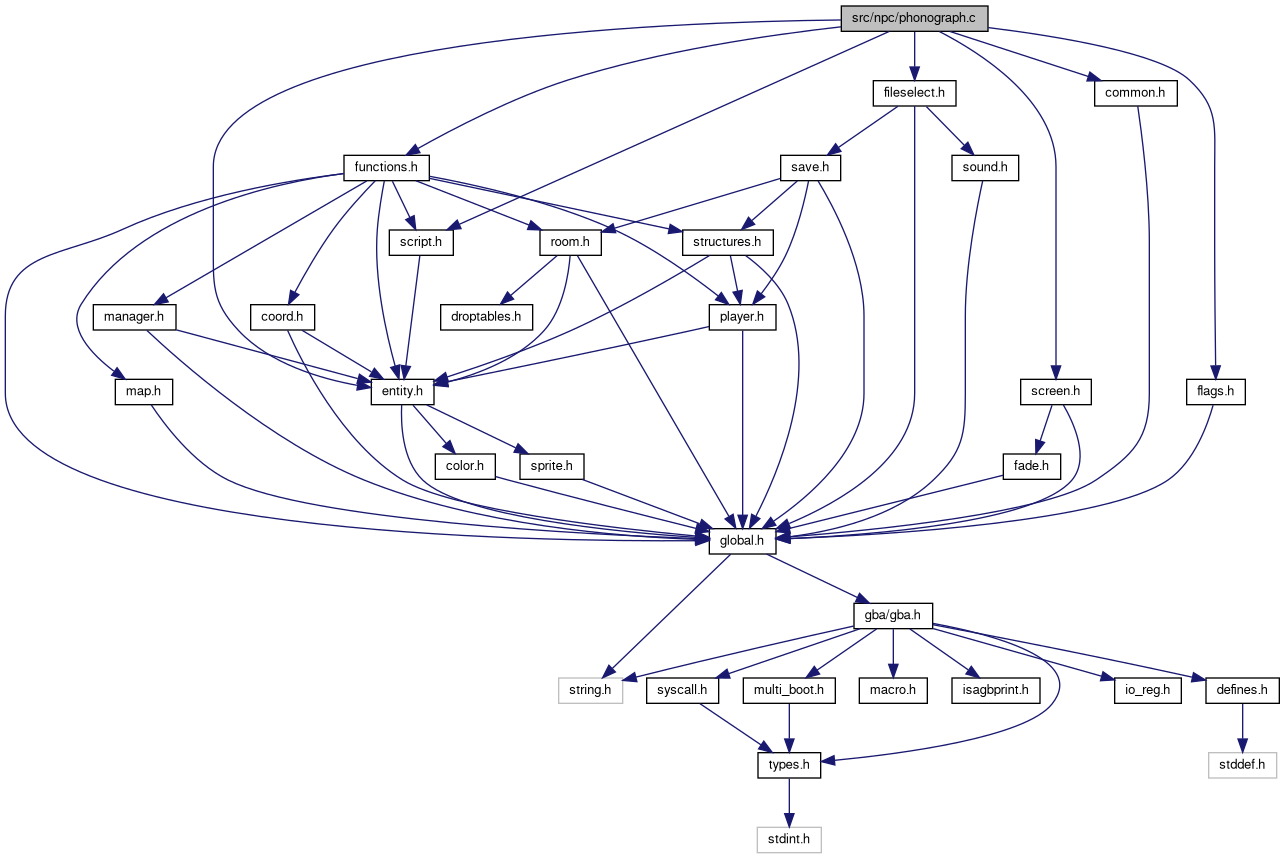 src/npc/phonograph.c
fileselect.h
common.h
functions.h
save.h
sound.h
script.h
room.h
structures.h
manager.h
coord.h
droptables.h
player.h
map.h
entity.h
screen.h
flags.h
color.h
sprite.h
fade.h
global.h
gba/gba.h
string.h
syscall.h
multi_boot.h
macro.h
isagbprint.h
io_reg.h
defines.h
types.h
stddef.h
stdint.h